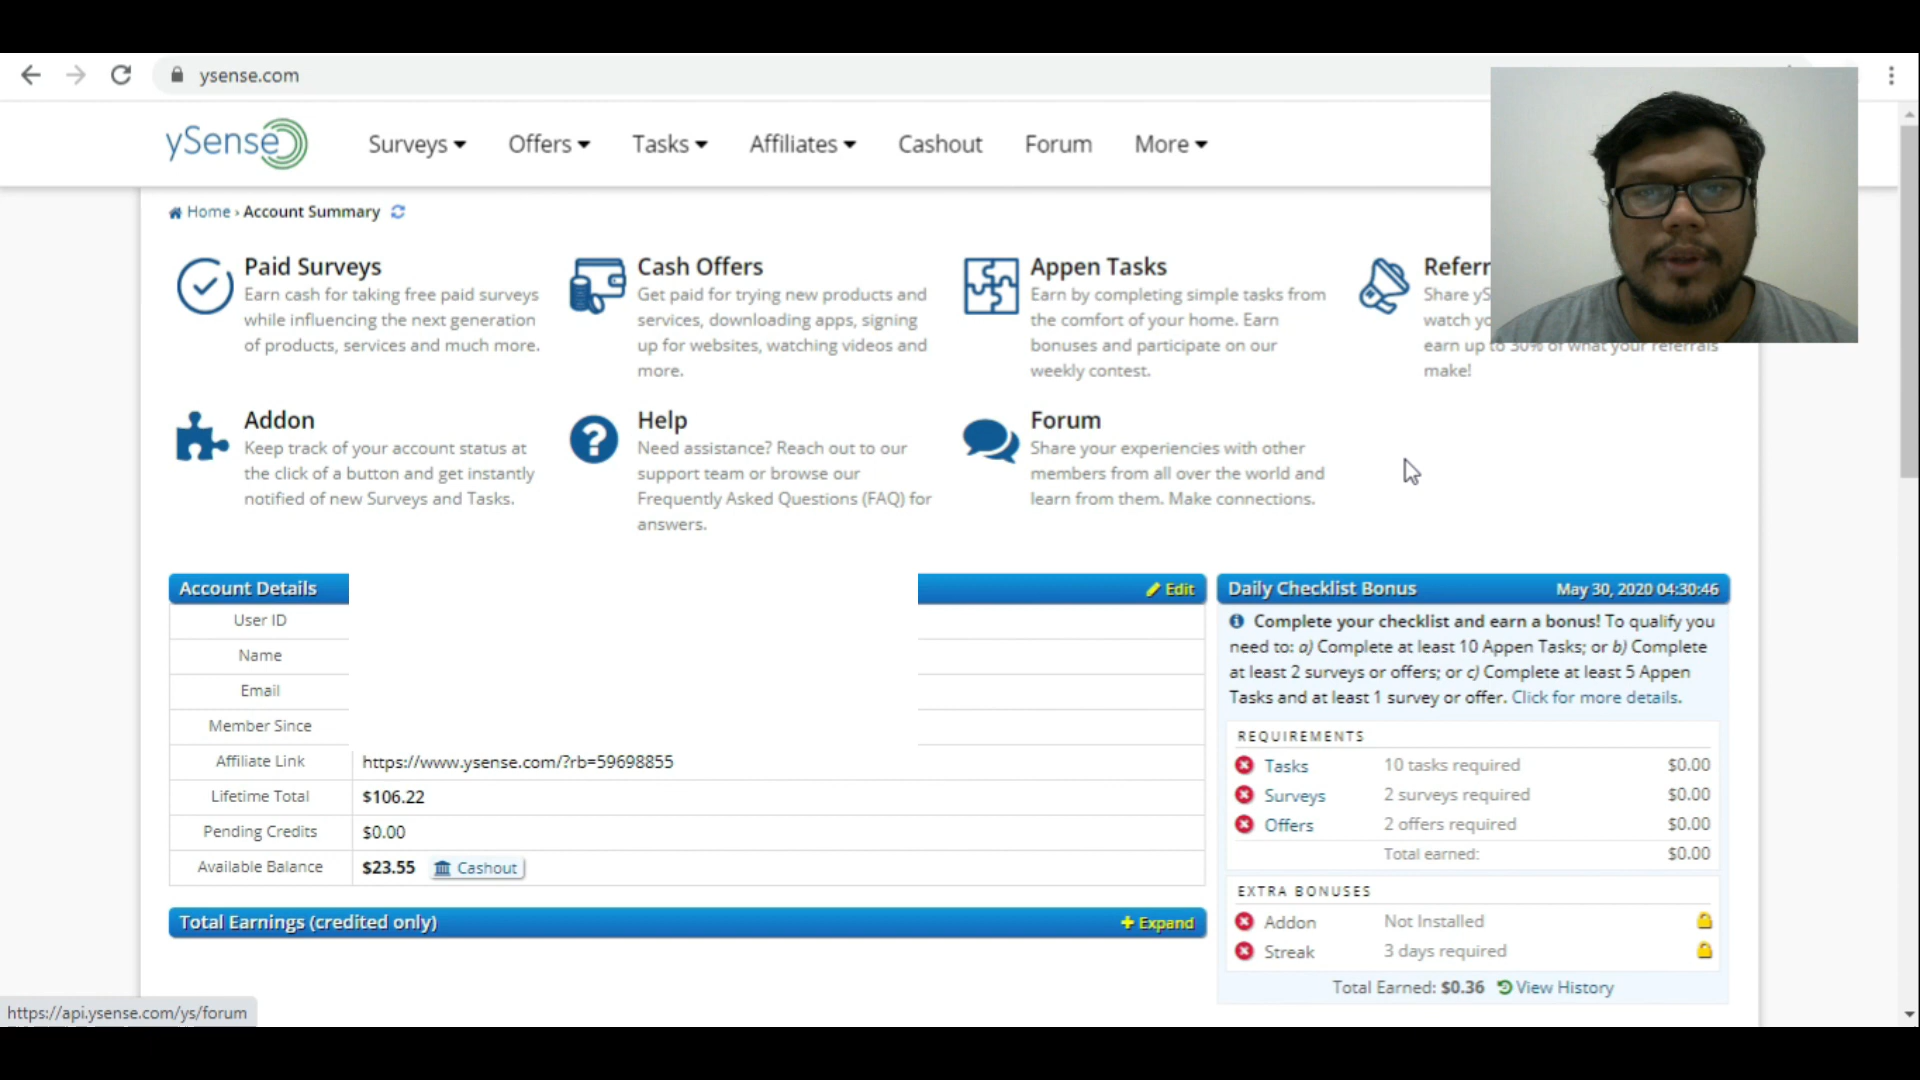 ysense.com
ySense
Surveys
Offers
Tasks
Affiliates
Cashout
Forum
More
Home › Account Summary
Paid Surveys
Earn cash for taking free paid surveys
while influencing the next generation
of products, services and much more.
Cash Offers
Get paid for trying new products and
services, downloading apps, signing
up for websites, watching videos and
more.
Appen Tasks
Earn by completing simple tasks from
the comfort of your home. Earn
bonuses and participate on our
weekly contest.
Share
watch
earn up to 30% of what your referrals
make!
Addon
Keep track of your account status at
the click of a button and get instantly
notified of new Surveys and Tasks.
Help
Need assistance? Reach out to our
support team or browse our
Frequently Asked Questions (FAQ) for
answers.
Forum
Share your experiencies with other
members from all over the world and
learn from them. Make connections.
Account Details
Edit
User ID
Name
Email
Member Since
Affiliate Link https://www.ysense.com/?rb=59698855
Lifetime Total $106.22
Pending Credits $0.00
Available Balance $23.55 Cashout
Total Earnings (credited only) + Expand
Daily Checklist Bonus May 30, 2020 04:30:46
Complete your checklist and earn a bonus! To qualify you
need to: a) Complete at least 10 Appen Tasks; or b) Complete
at least 2 surveys or offers; or c) Complete at least 5 Appen
Tasks and at least 1 survey or offer. Click for more details.
REQUIREMENTS
Tasks 10 tasks required $0.00
Surveys 2 surveys required $0.00
Offers 2 offers required $0.00
Total earned: $0.00
EXTRA BONUSES
Addon Not Installed
Streak 3 days required
Total Earned: $0.36 View History
https://api.ysense.com/ys/forum